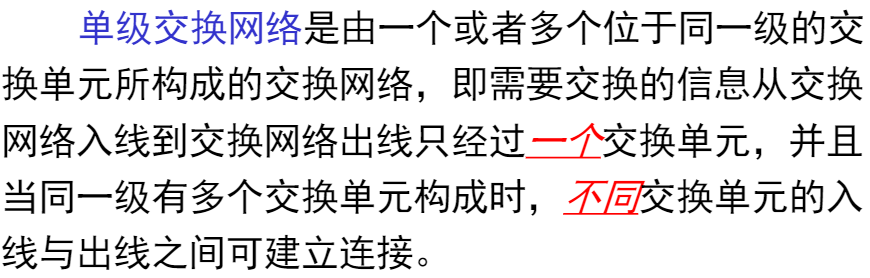 单级交换网络是由一个或者多个位于同一级的交
换单元所构成的交换网络，即需要交换的信息从交换
网络入线到交换网络出线只经过一个交换单元，并且
当同一级有多个交换单元构成时，不同交换单元的入
线与出线之间可建立连接。